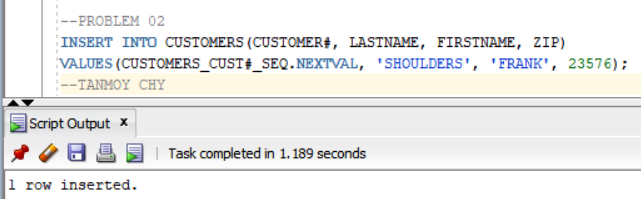 --PROBLEM 02
INSERT INTO CUSTOMERS(CUSTOMER#, LASTNAME, FIRSTNAME, ZIP)
VALUES(CUSTOMERS_CUST#_SEQ.NEXTVAL, 'SHOULDERS', 'FRANK', 23576);
--TANMOY CHY
Script Output x
Task completed in 1.189 seconds
1 row inserted.